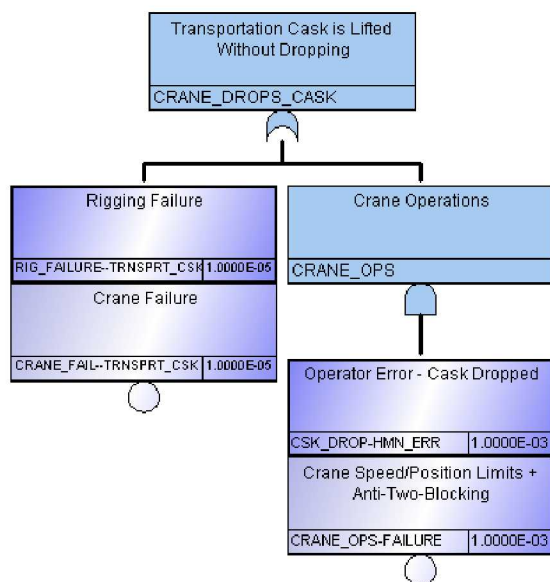 Transportation Cask is Lifted
Without Dropping
CRANE_DROPS_CASK
Rigging Failure
RIG_FAILURE--TRNSPRT_CSK 1.0000E-05
Crane Failure
CRANE_FAIL--TRNSPRT_CSK 1.0000E-05
Crane Operations
CRANE_OPS
Operator Error - Cask Dropped
CSK_DROP-HMN_ERR 1.0000E-03
Crane Speed/Position Limits +
Anti-Two-Blocking
CRANE_OPS-FAILURE 1.0000E-03